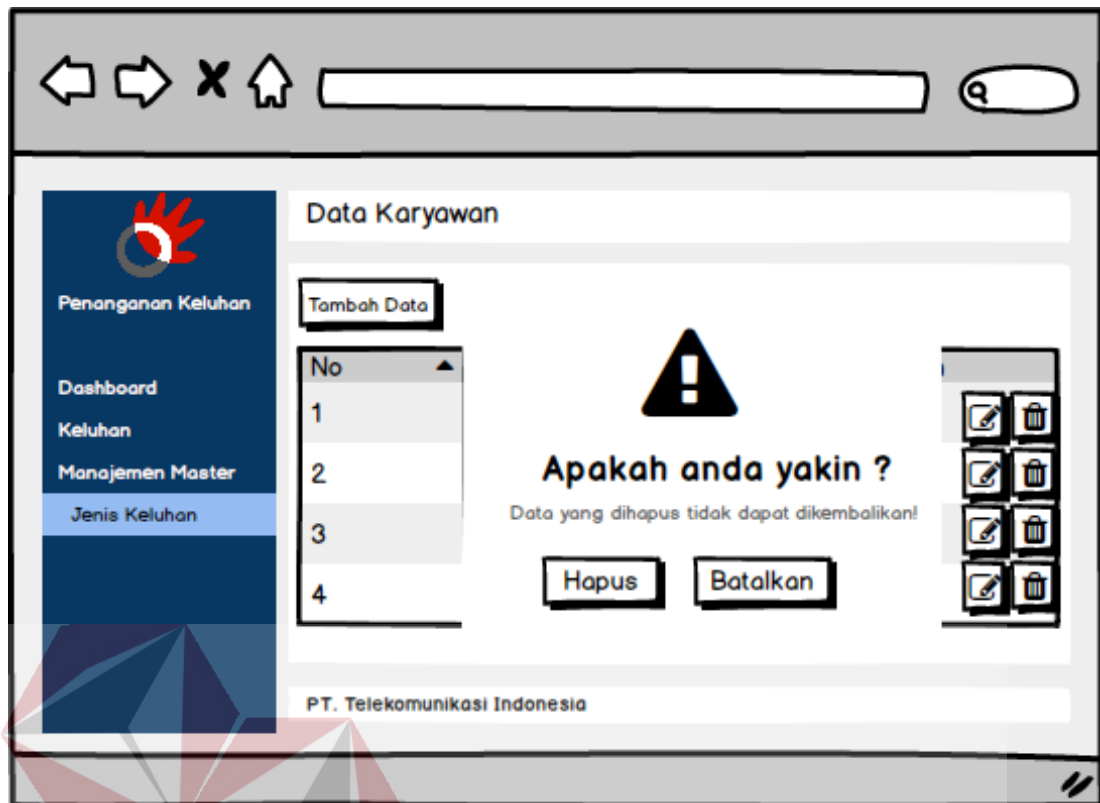 Data Karyawan
Penanganan Keluhan
Dashboard
Keluhan
Manajemen Master
Jenis Keluhan
Tambah Data
No
1
2
3
4
Apakah anda yakin ?
Data yang dihapus tidak dapat dikembalikan!
Hapus
Batalkan
PT. Telekomunikasi Indonesia